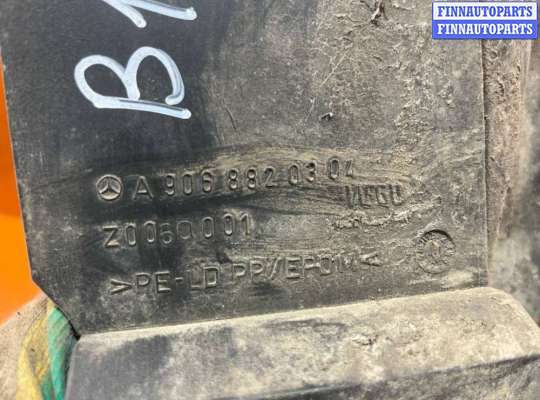 FINNAUTOPARTS
FINNAUTOPARTS
B1
A 906 882 03 04
Z0060001
>PE-LD PP//EPDM<